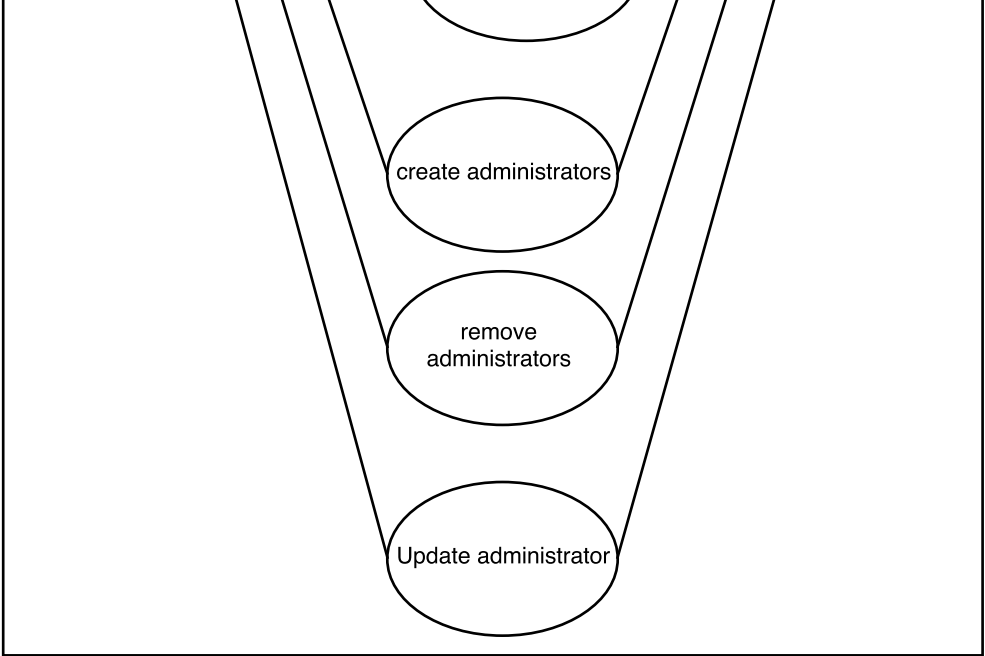 create administrators
remove
administrators
Update administrator